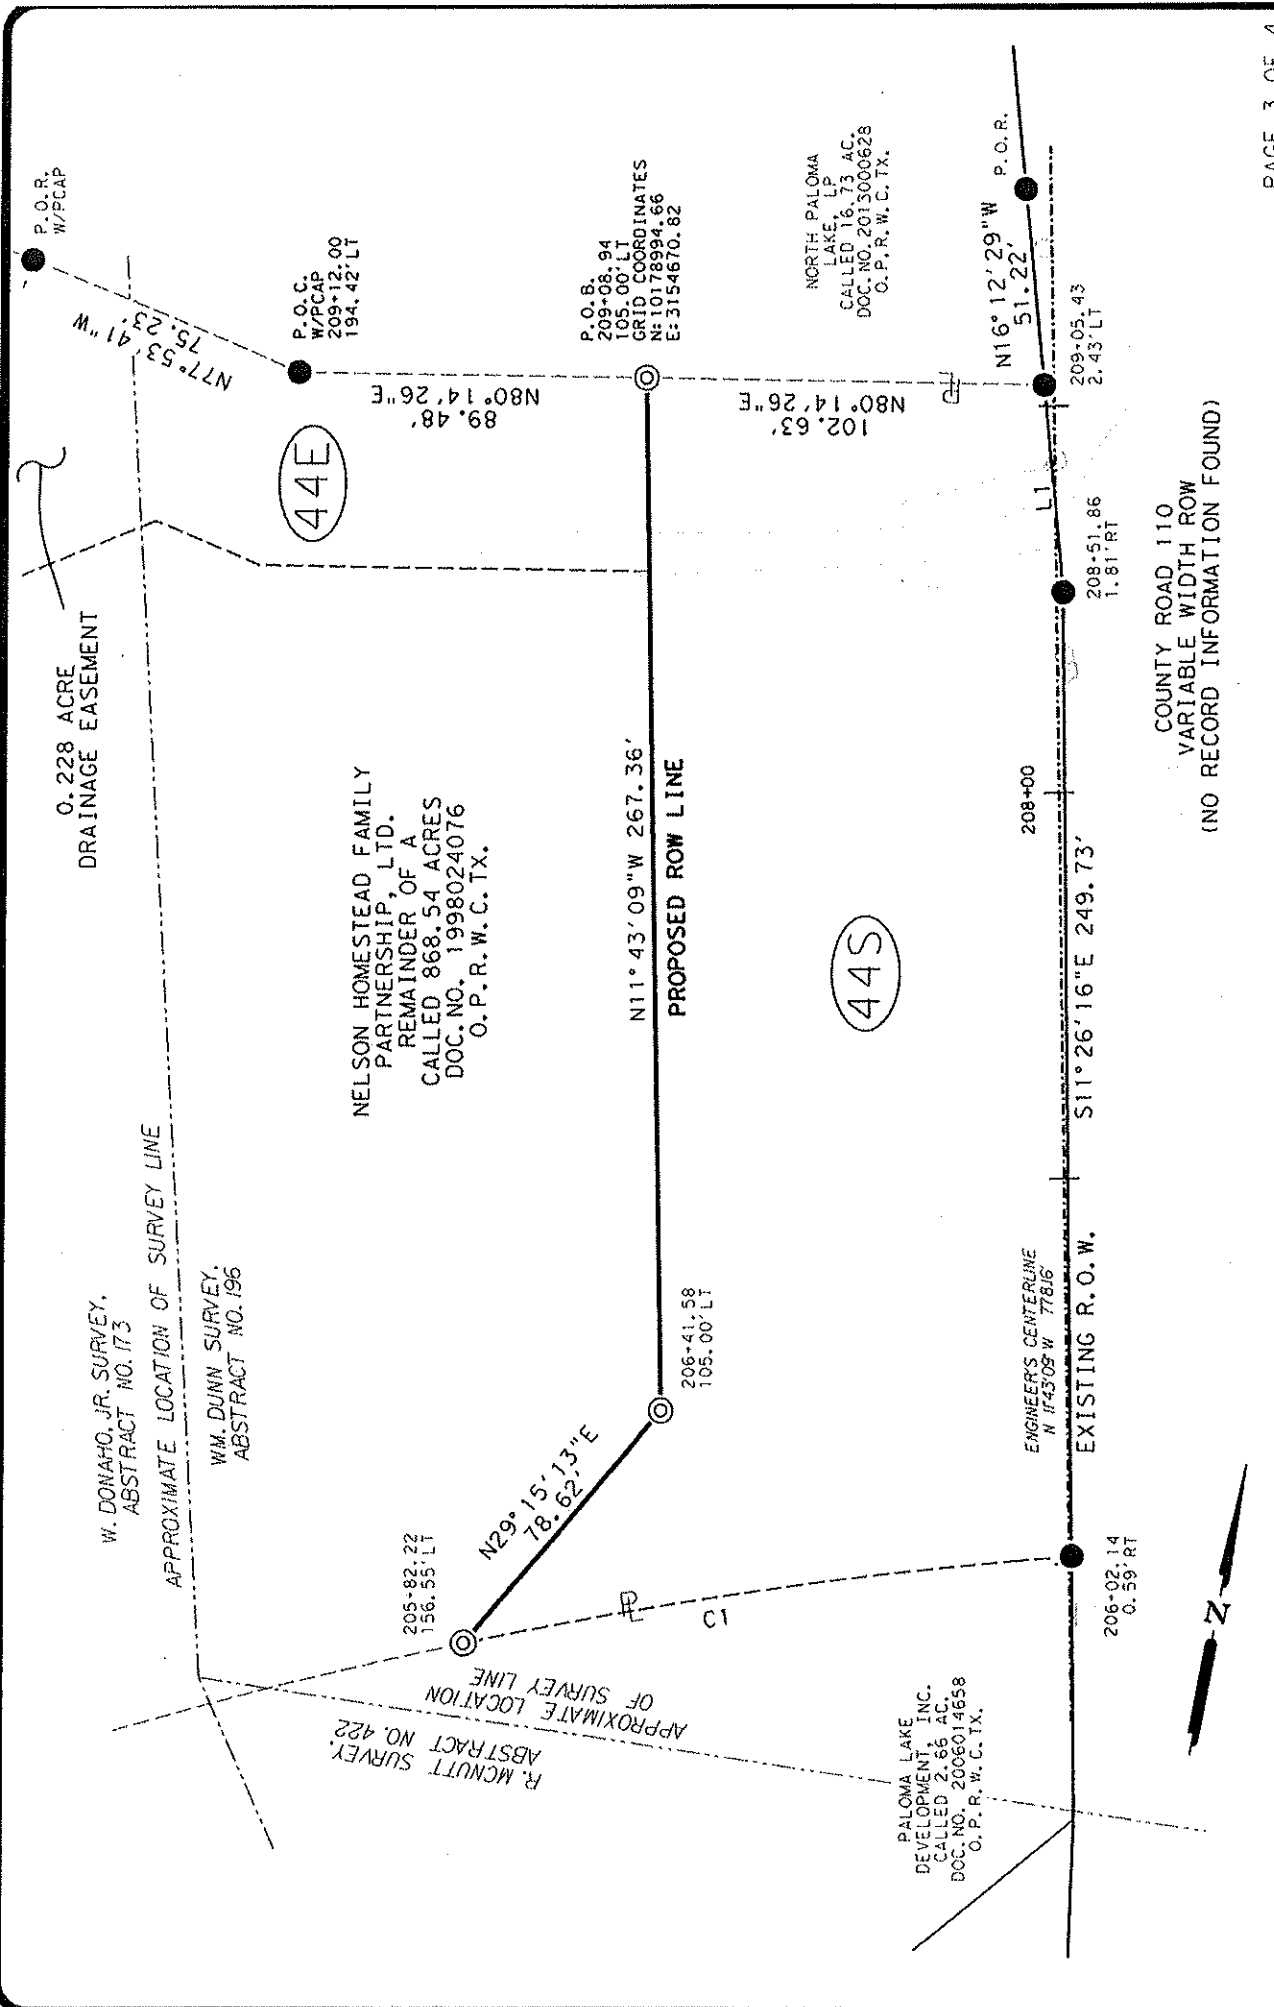 W. DONAHO, JR. SURVEY,
ABSTRACT NO. 173
APPROXIMATE LOCATION OF SURVEY LINE
WM. DUNN SURVEY,
ABSTRACT NO. 196
0.228 ACRE
DRAINAGE EASEMENT
P.O.R.
W/PCAP
N77°53'41"W
75.23'
P.O.C.
W/PCAP
209+12.00
194.42' LT
44E
89.48'
N80°14'26"E
NELSON HOMESTEAD FAMILY
PARTNERSHIP, LTD.
REMAINDER OF A
CALLED 868.54 ACRES
DOC. NO. 1998024076
O.P.R.W.C.TX.
P.O.B.
209+08.94
105.00' LT
GRID COORDINATES
N: 10178994.66
E: 3154670.82
205+82.22
156.55' LT
N29°15'13"E
78.62'
206+41.58
105.00' LT
N11°43'09"W 267.36'
PROPOSED ROW LINE
PL
C1
APPROXIMATE LOCATION
OF SURVEY LINE
R. MCNUTT SURVEY,
ABSTRACT NO. 422
44S
102.63'
N80°14'26"E
PL
NORTH PALOMA
LAKE, LP
CALLED 16.73 AC.
DOC. NO. 2013000628
O.P.R.W.C.TX.
N16°12'29"W
51.22'
P.O.R.
209+05.43
2.43' LT
L1
208+51.86
1.81' RT
208+00
ENGINEER'S CENTERLINE
N 11°43'09" W 778.16'
EXISTING R.O.W.
S11°26'16"E 249.73'
206+02.14
0.59' RT
PALOMA LAKE
DEVELOPMENT, INC.
CALLED 2.66 AC.
DOC. NO. 2006014658
O.P.R.W.C.TX.
COUNTY ROAD 110
VARIABLE WIDTH ROW
(NO RECORD INFORMATION FOUND)
N
PAGE 3 OF 4